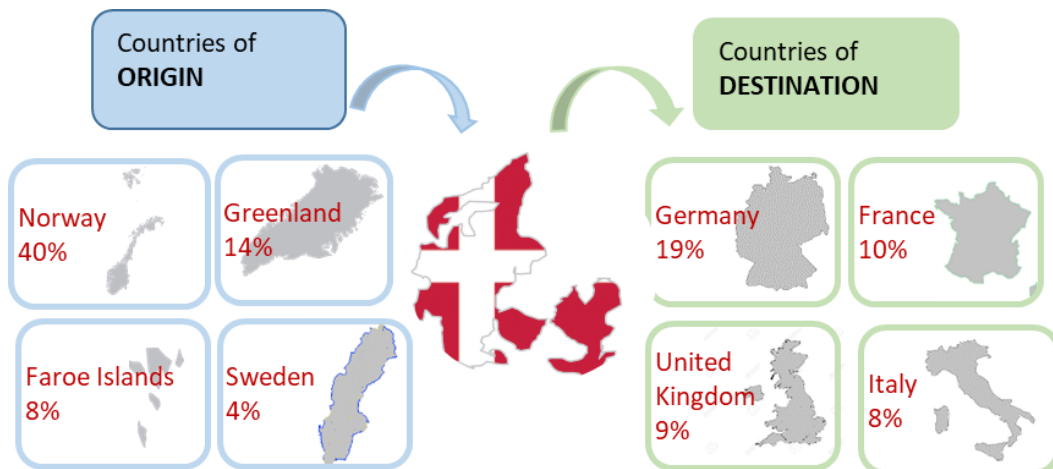 Countries of
ORIGIN
Countries of
DESTINATION
Norway
40%
Greenland
14%
Germany
19%
France
10%
Faroe Islands
8%
Sweden
4%
United
Kingdom
9%
Italy
8%